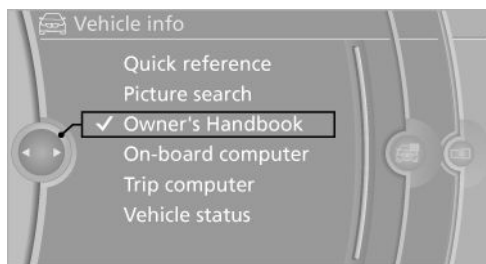 Vehicle info
Quick reference
Picture search
Owner's Handbook
On-board computer
Trip computer
Vehicle status